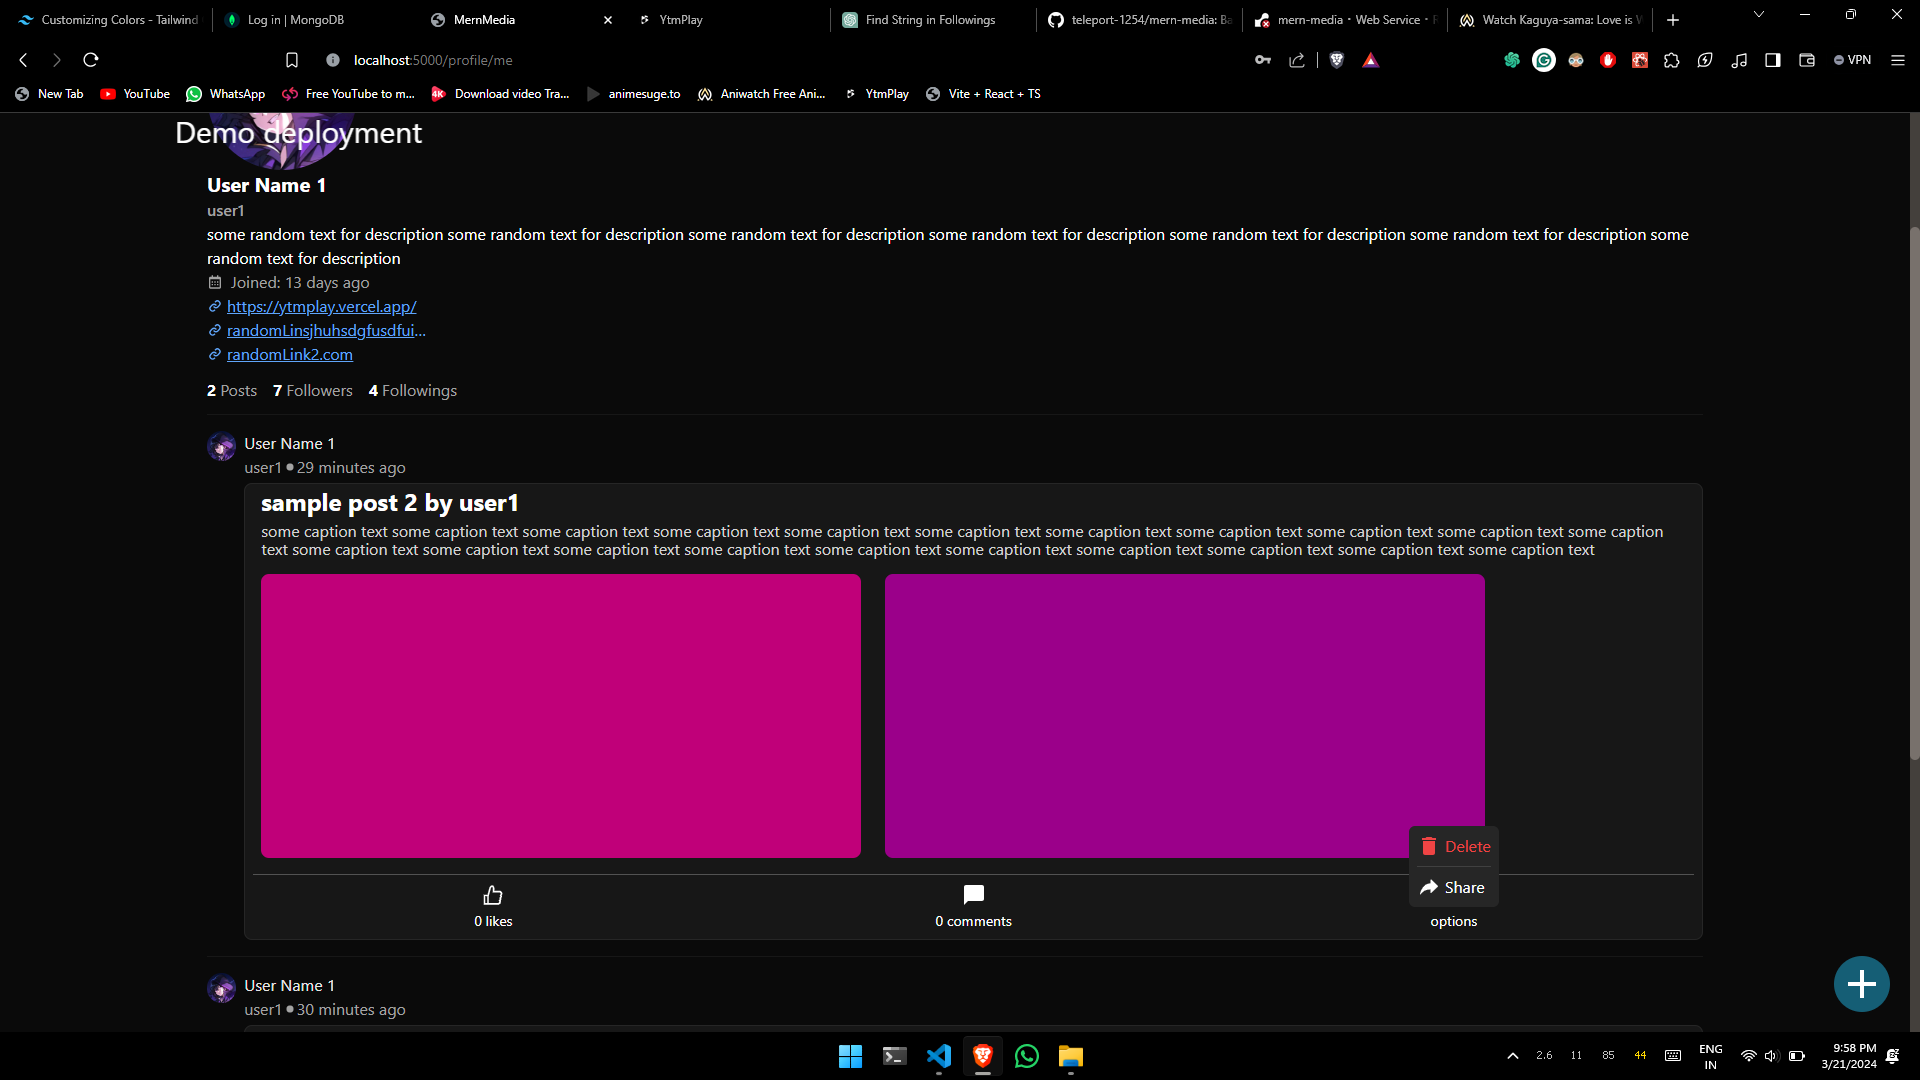 Customizing Colors - Tailwind
Log in | MongoDB
MernMedia
YtmPlay
Find String in Followings
teleport-1254/mern-media: Ba
mern-media · Web Service ·
Watch Kaguya-sama: Love is
localhost:5000/profile/me
VPN
New Tab
YouTube
WhatsApp
Free YouTube to m...
Download video Tra...
animesuge.to
Aniwatch Free Ani...
YtmPlay
Vite + React + TS
Demo deployment
User Name 1
user1
some random text for description some random text for description some random text for description some random text for description some random text for description some random text for description some
random text for description
Joined: 13 days ago
https://ytmplay.vercel.app/
randomLinsjhuhsdgfusdfui...
randomLink2.com
2 Posts 7 Followers 4 Followings
User Name 1
user1 ● 29 minutes ago
sample post 2 by user1
some caption text some caption text some caption text some caption text some caption text some caption text some caption text some caption text some caption text some caption text some caption
text some caption text some caption text some caption text some caption text some caption text some caption text some caption text some caption text some caption text some caption text
Delete
Share
0 likes
0 comments
options
User Name 1
user1 ● 30 minutes ago
2.6
11
85
44
ENG
IN
9:58 PM
3/21/2024